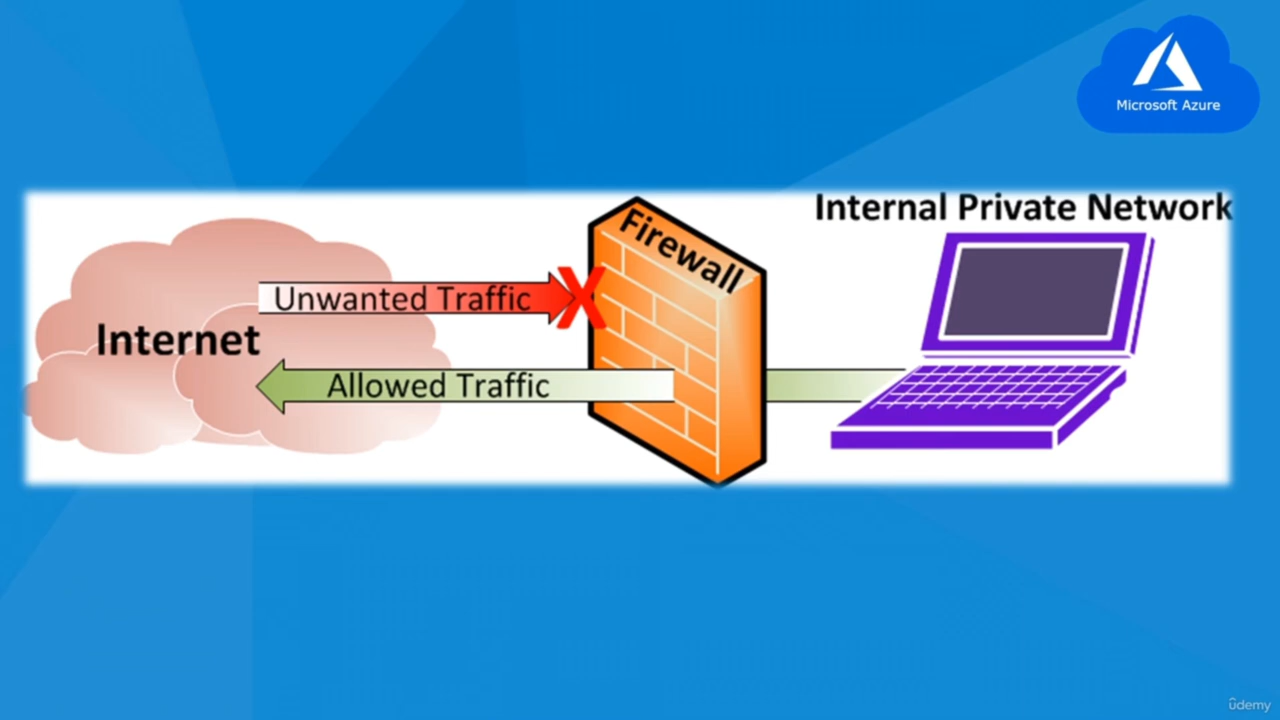 Microsoft Azure
Internal Private Network
Firewall
Unwanted Traffic
X
Internet
Allowed Traffic
ûdemy